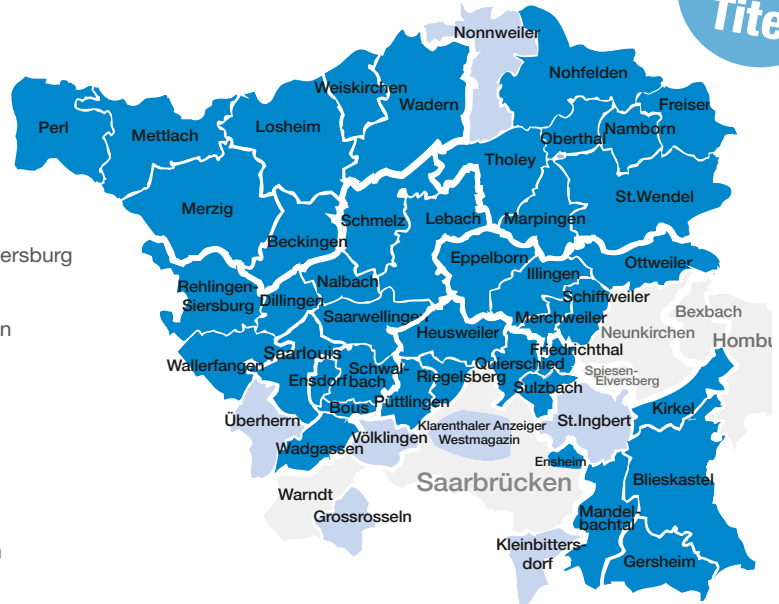 Tite
Nonnweiler
Nohfelden
Weiskirchen
Wadern
Freisen
Perl
Mettlach
Losheim
Oberthal
Namborn
Tholey
St.Wendel
Merzig
Schmelz
Lebach
Marpingen
Beckingen
ersburg
Eppelborn
Ottweiler
Illingen
Rehlingen-
Siersburg
Nalbach
Dillingen
Schiffweiler
Saarwellingen
Merchweiler
Bexbach
n
Heusweiler
Neunkirchen
Hombu
Friedrichthal
Saarlouis
Wallerfangen
Quierschied
Schwal-
bach
Spiesen-
Elversberg
Ensdorf
Riegelsberg
Sulzbach
Püttlingen
Bous
Kirkel
Überherrn
Klarenthaler Anzeiger
Westmagazin
St.Ingbert
Völklingen
Wadgassen
Ensheim
Saarbrücken
Blieskastel
Warndt
Grossrosseln
Mandel-
bachtal
Kleinbitters-
dorf
Gersheim